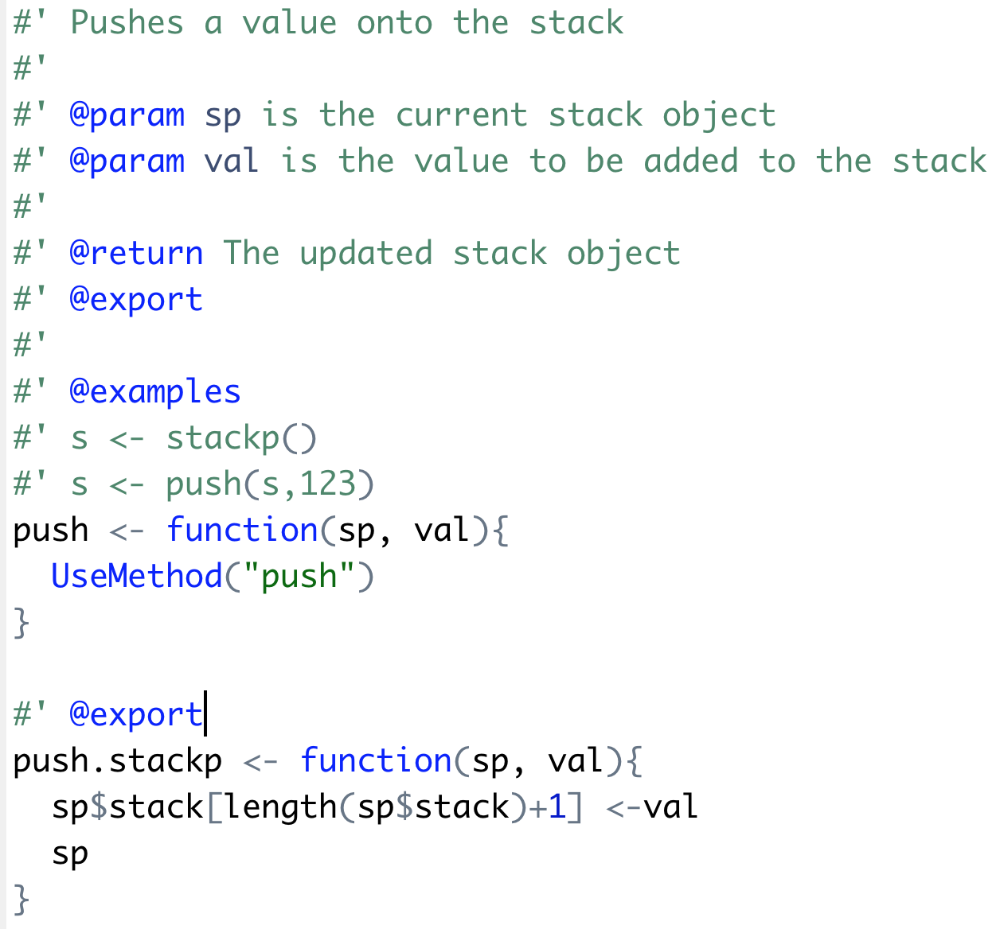 #' Pushes a value onto the stack
#'
#' @param sp is the current stack object
#' @param val is the value to be added to the stack
#'
#' @return The updated stack object
#' @export
#'
#' @examples
#' s <- stackp()
#' s <- push(s,123)
push <- function(sp, val){
  UseMethod("push")
}

#' @export
push.stackp <- function(sp, val){
  sp$stack[length(sp$stack)+1] <-val
  sp
}